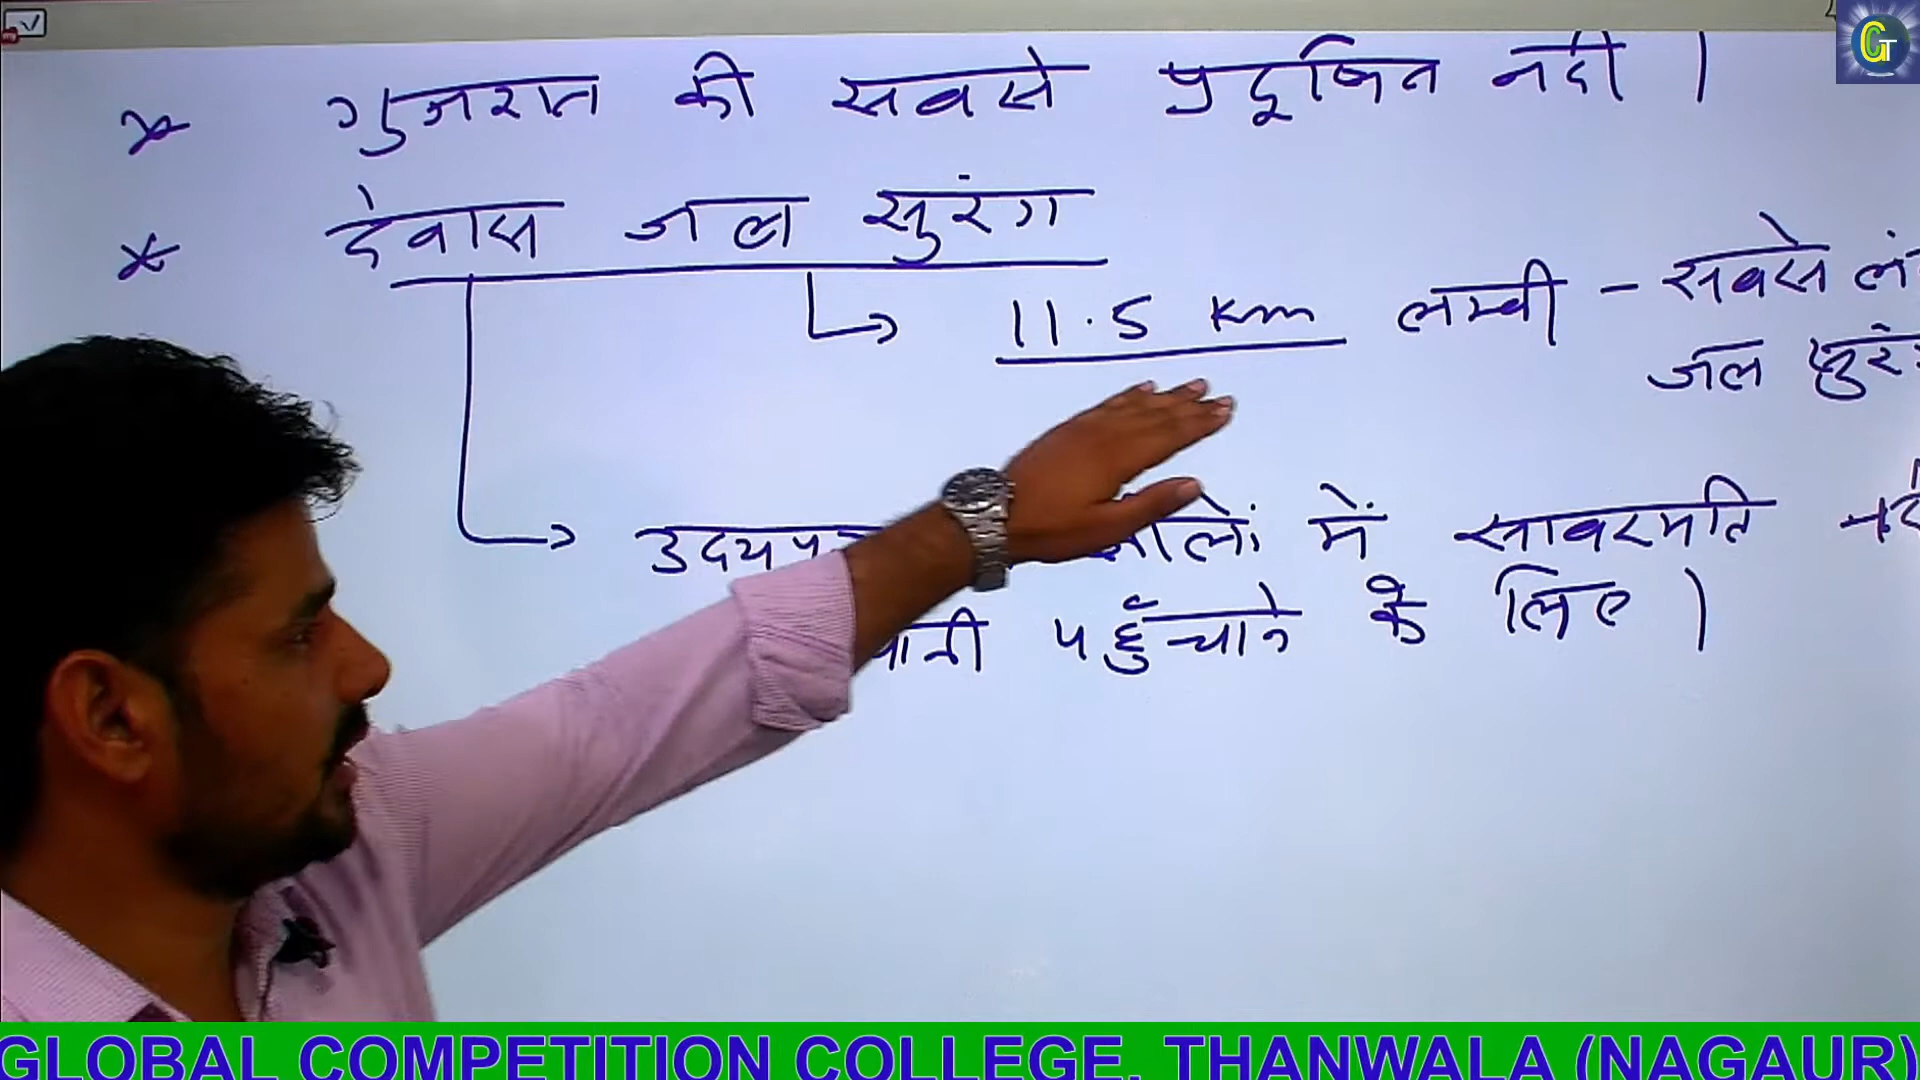 * गुजरात की सबसे प्रदूषित नदी ।
* देवास जल सुरंग
11.5 Km लम्बी - सबसे
जल
में साबरमति
पानी पहुँचाने के लिए ।
GLOBAL COMPETITION COLLEGE, THANWALA (NAGAUR)